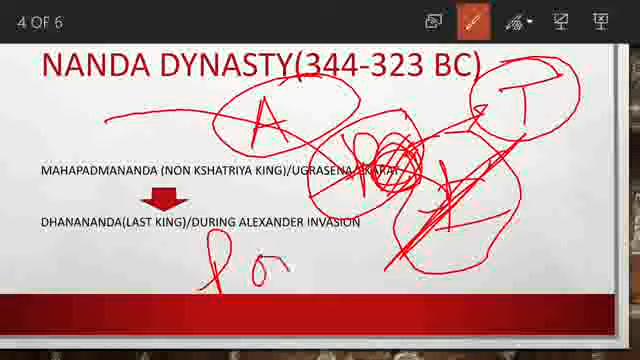 4 OF 6
NANDA DYNASTY(344-323 BC)
A
T
MAHAPADMANANDA (NON KSHATRIYA KING)/UGRASENA/EKARAT
DHANANANDA(LAST KING)/DURING ALEXANDER INVASION